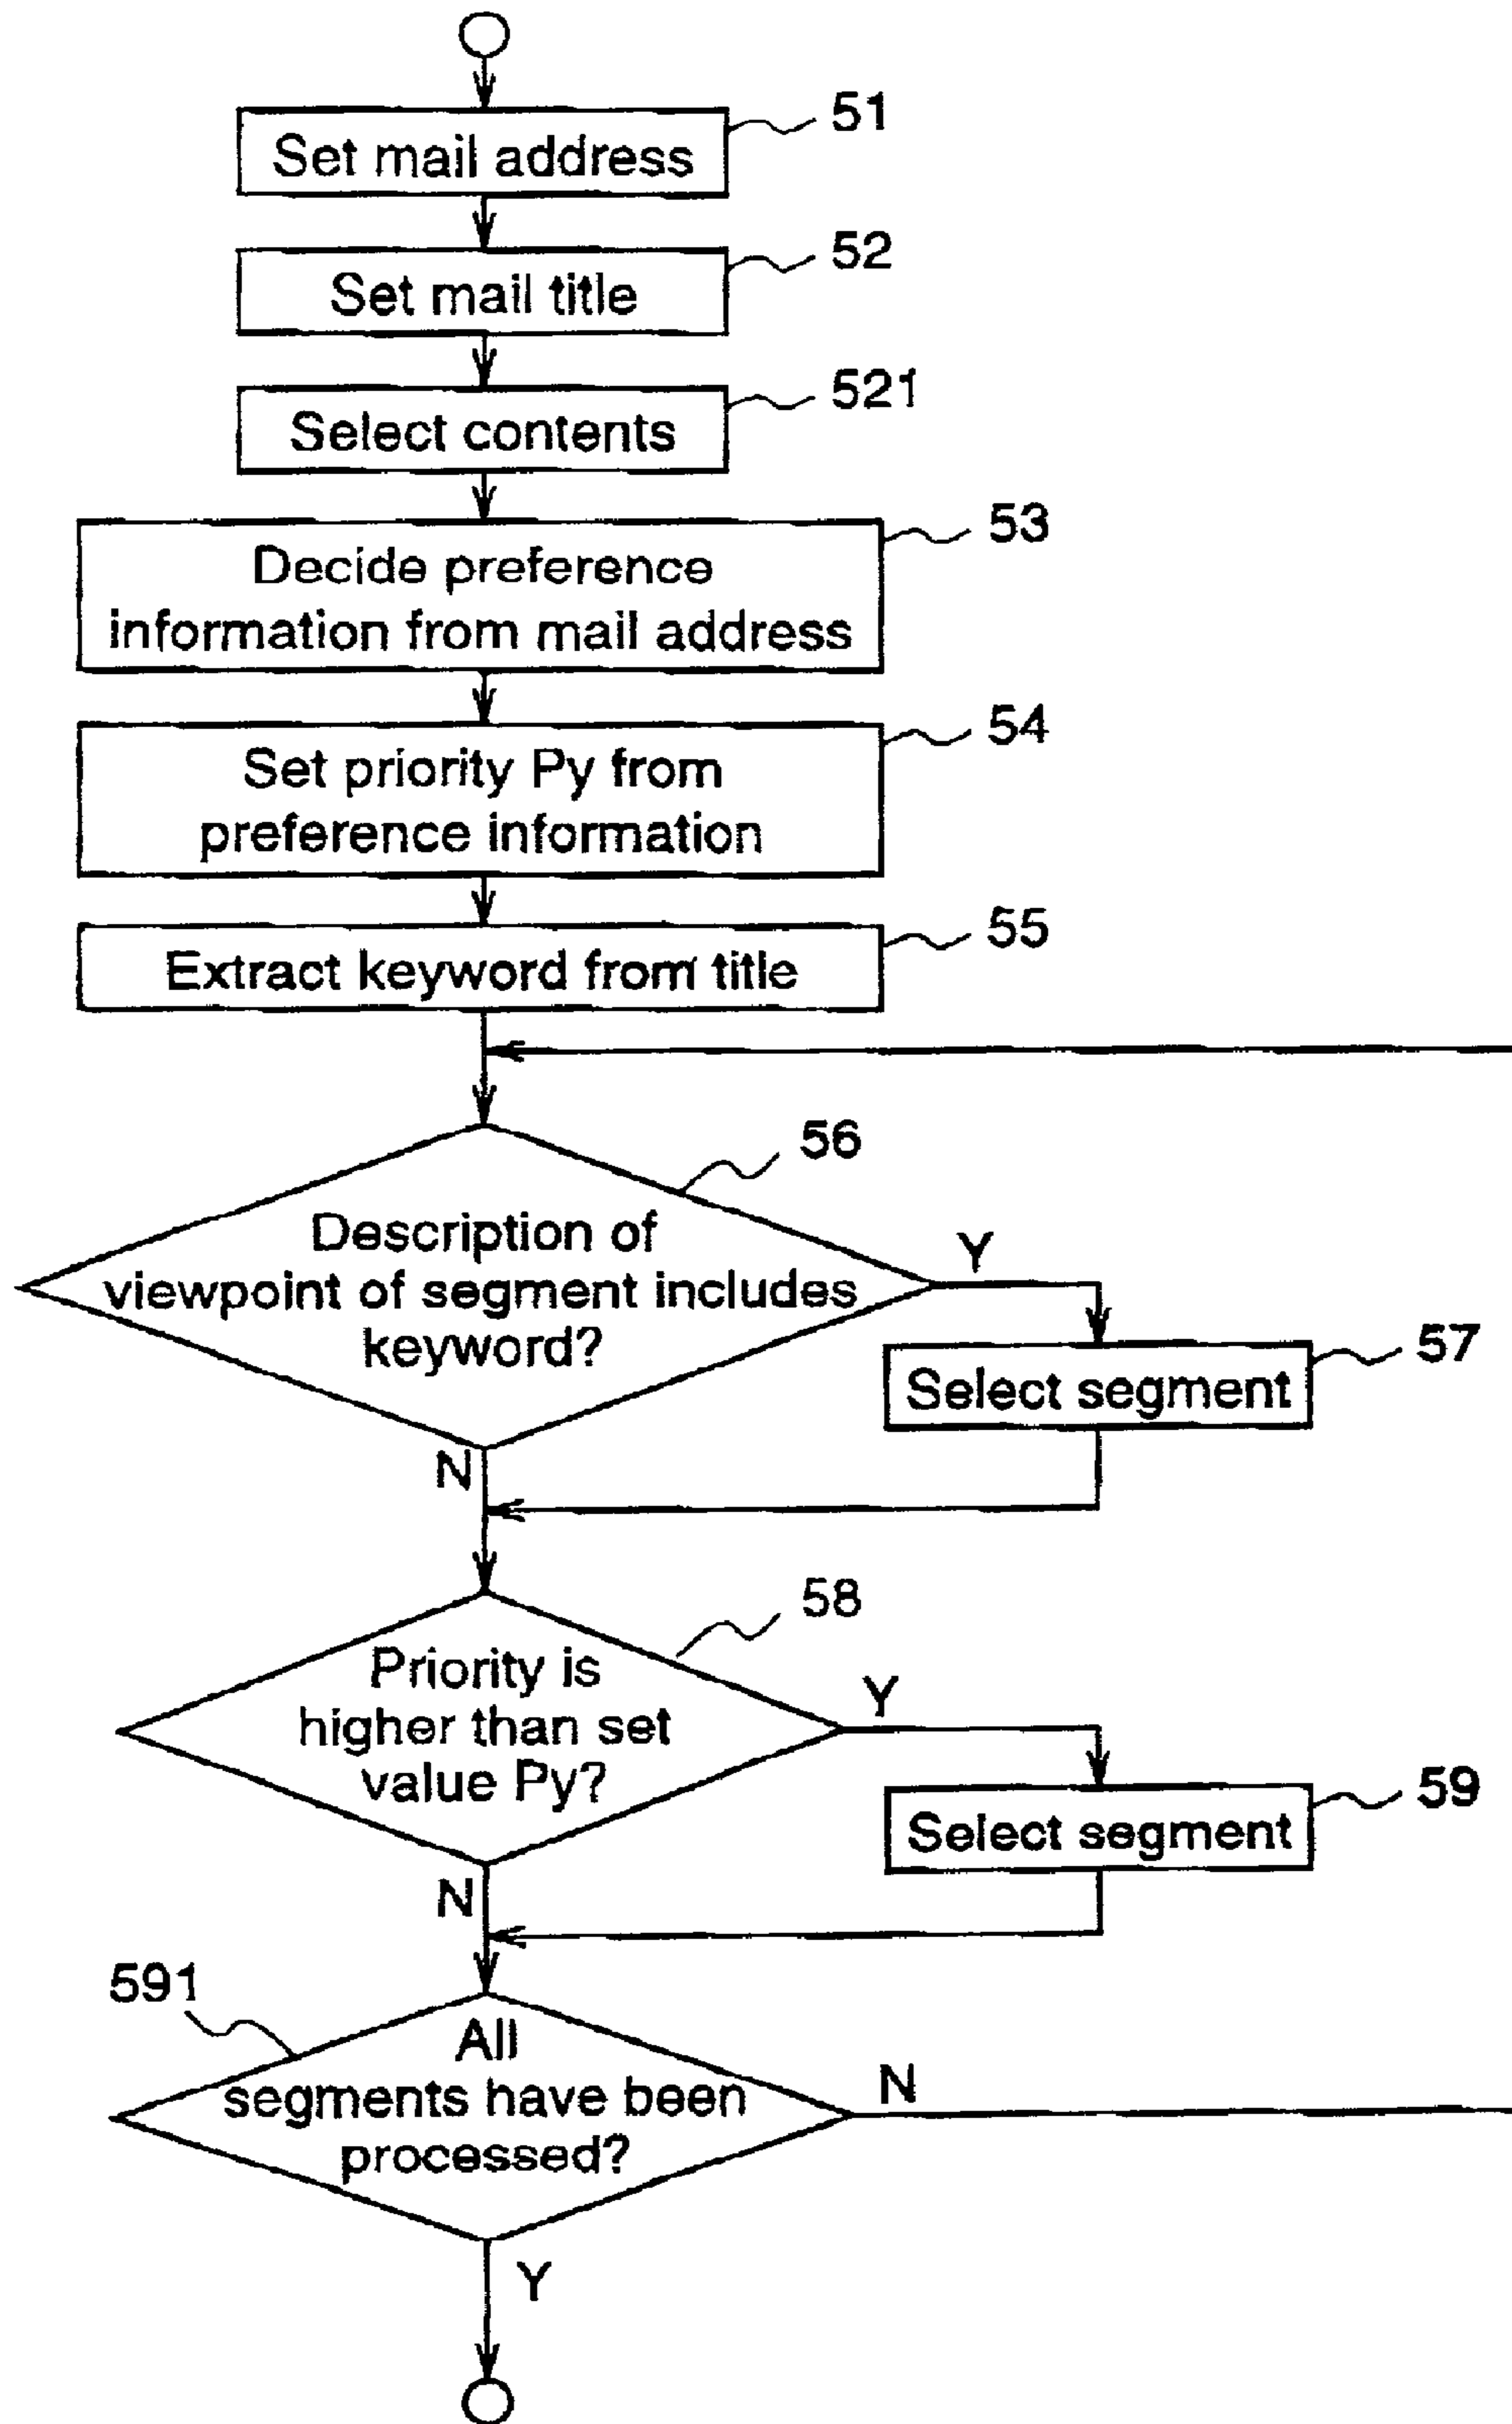 51
Set mail address
52
Set mail title
521
Select contents
53
Decide preference
information from mail address
54
Set priority Py from
preference information
55
Extract keyword from title
56
Description of
viewpoint of segment includes
keyword?
Y
57
Select segment
N
58
Priority is
higher than set
value Py?
Y
59
Select segment
N
591
All
segments have been
processed?
N
Y